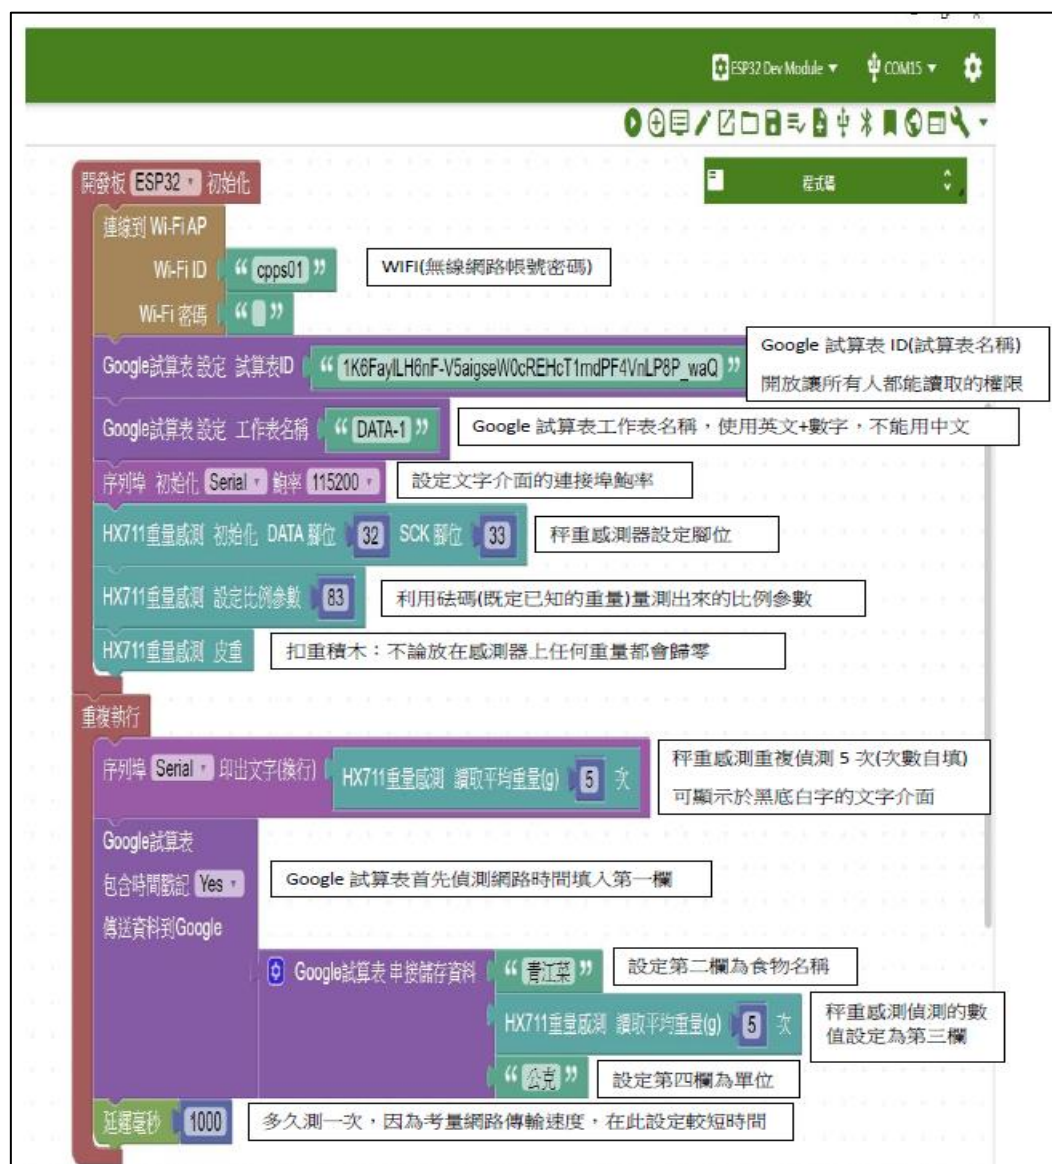 ESP32 Dev Module
COM15
開發板 ESP32 初始化
程式碼
連線到 Wi-Fi AP
Wi-Fi ID “ cpps01 ”
WIFI(無線網路帳號密碼)
Wi-Fi 密碼 “ ”
Google試算表 設定 試算表ID “ 1K6FaylLH6nF-V5aigseW0cREHcT1mdPF4VnLP8P_waQ ”
Google 試算表 ID(試算表名稱)
開放讓所有人都能讀取的權限
Google試算表 設定 工作表名稱 “ DATA-1 ”
Google 試算表工作表名稱，使用英文+數字，不能用中文
序列埠 初始化 Serial 鮑率 115200
設定文字介面的連接埠鮑率
HX711重量感測 初始化 DATA 腳位 32 SCK 腳位 33
秤重感測器設定腳位
HX711重量感測 設定比例參數 83
利用砝碼(既定已知的重量)量測出來的比例參數
HX711重量感測 皮重
扣重積木：不論放在感測器上任何重量都會歸零
重複執行
序列埠 Serial 印出文字(換行) HX711重量感測 讀取平均重量(g) 5 次
秤重感測重複偵測 5 次(次數自填)
可顯示於黑底白字的文字介面
Google試算表
包含時間戳記 Yes
Google 試算表首先偵測網路時間填入第一欄
傳送資料到Google
Google試算表 串接儲存資料 “ 青江菜 ”
設定第二欄為食物名稱
HX711重量感測 讀取平均重量(g) 5 次
秤重感測偵測的數
值設定為第三欄
“ 公克 ”
設定第四欄為單位
延遲毫秒 1000
多久測一次，因為考量網路傳輸速度，在此設定較短時間